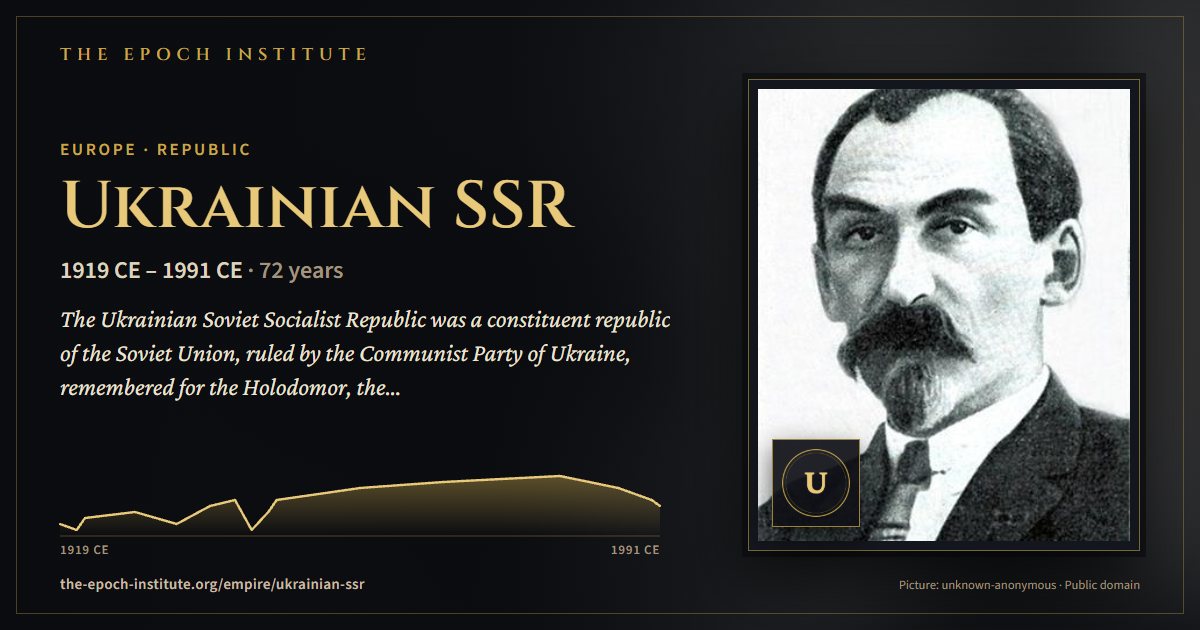 THE EPOCH INSTITUTE
EUROPE · REPUBLIC
UKRAINIAN SSR
1919 CE – 1991 CE · 72 years
The Ukrainian Soviet Socialist Republic was a constituent republic
of the Soviet Union, ruled by the Communist Party of Ukraine,
remembered for the Holodomor, the...
U
1919 CE
1991 CE
the-epoch-institute.org/empire/ukrainian-ssr
Picture: unknown-anonymous · Public domain